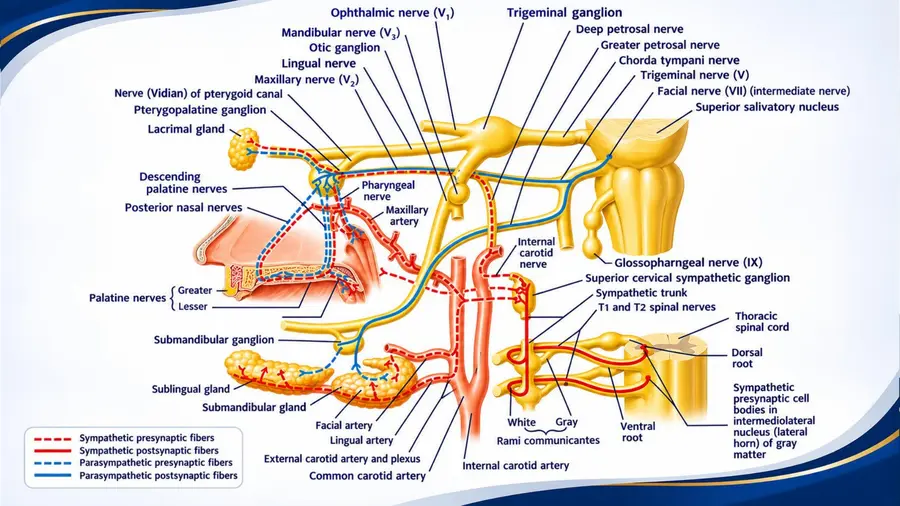 Ophthalmic nerve (V1)
Mandibular nerve (V3)
Otic ganglion
Lingual nerve
Maxillary nerve (V2)
Nerve (Vidian) of pterygoid canal
Pterygopalatine ganglion
Lacrimal gland
Trigeminal ganglion
Deep petrosal nerve
Greater petrosal nerve
Chorda tympani nerve
Trigeminal nerve (V)
Facial nerve (VII) (intermediate nerve)
Superior salivatory nucleus
Descending
palatine nerves
Posterior nasal nerves
Pharyngeal
nerve
Maxillary
artery
Internal
carotid
nerve
Glossopharyngeal nerve (IX)
Superior cervical sympathetic ganglion
Sympathetic trunk
T1 and T2 spinal nerves
Palatine nerves
Greater
Lesser
Thoracic
spinal cord
Dorsal
root
Submandibular ganglion
Sublingual gland
Submandibular gland
Facial artery
Lingual artery
External carotid artery and plexus
Common carotid artery
Internal carotid artery
White
Gray
Rami communicantes
Ventral
root
Sympathetic
presynaptic cell
bodies in
intermediolateral
nucleus (lateral
horn) of gray
matter
Sympathetic presynaptic fibers
Sympathetic postsynaptic fibers
Parasympathetic presynaptic fibers
Parasympathetic postsynaptic fibers